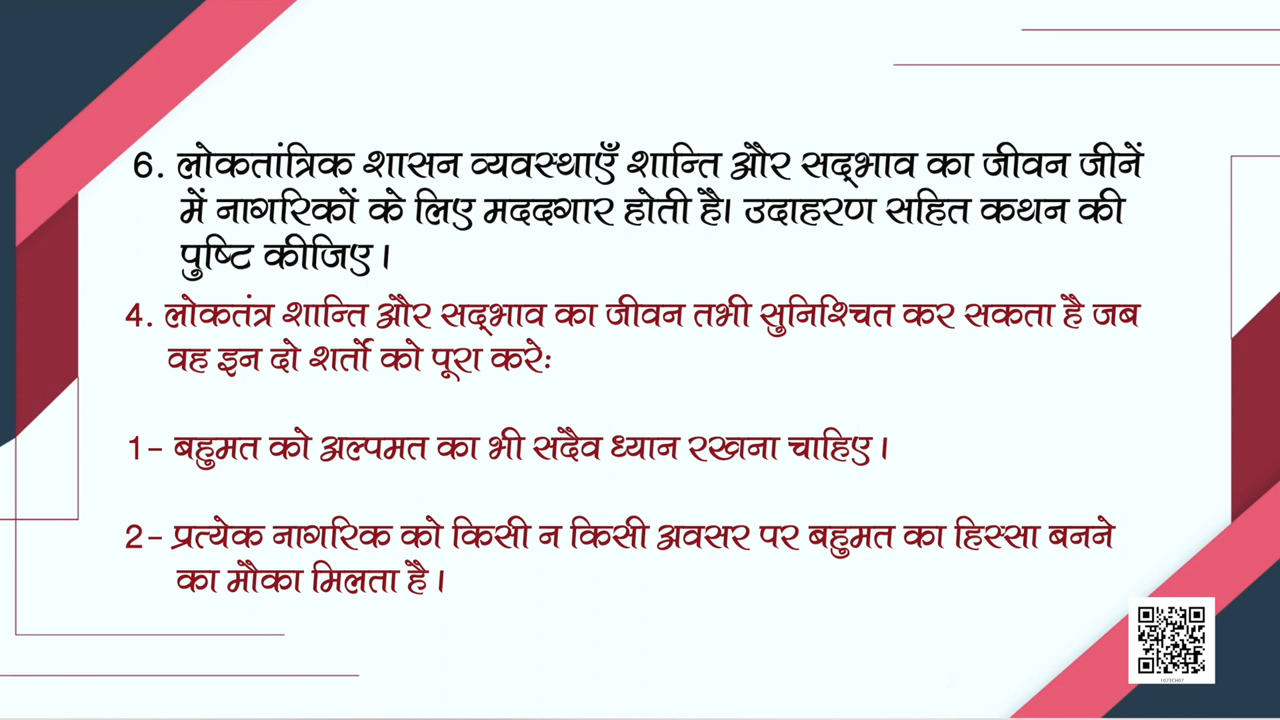 6. लोकतांत्रिक शासन व्यवस्थाएँ शान्ति और सद्भाव का जीवन जीनें
में नागरिकों के लिए मददगार होती है। उदाहरण सहित कथन की
पुष्टि कीजिए।
4. लोकतंत्र शान्ति और सद्भाव का जीवन तभी सुनिश्चित कर सकता है जब
वह इन दो शर्तो को पूरा करेः
1- बहुमत को अल्पमत का भी सदैव ध्यान रखना चाहिए।
2- प्रत्येक नागरिक को किसी न किसी अवसर पर बहुमत का हिस्सा बनने
का मौका मिलता है।
1073CH07